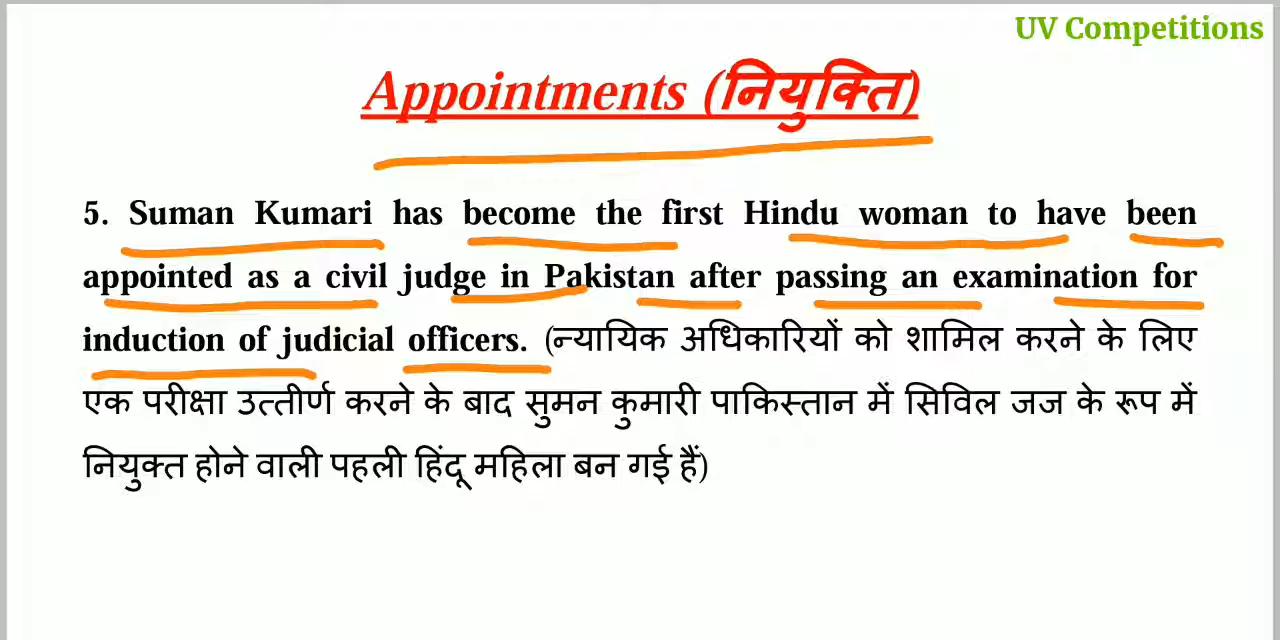 UV Competitions
Appointments (नियुक्ति)
5. Suman Kumari has become the first Hindu woman to have been
appointed as a civil judge in Pakistan after passing an examination for
induction of judicial officers. (न्यायिक अधिकारियों को शामिल करने के लिए
एक परीक्षा उत्तीर्ण करने के बाद सुमन कुमारी पाकिस्तान में सिविल जज के रूप में
नियुक्त होने वाली पहली हिंदू महिला बन गई हैं)